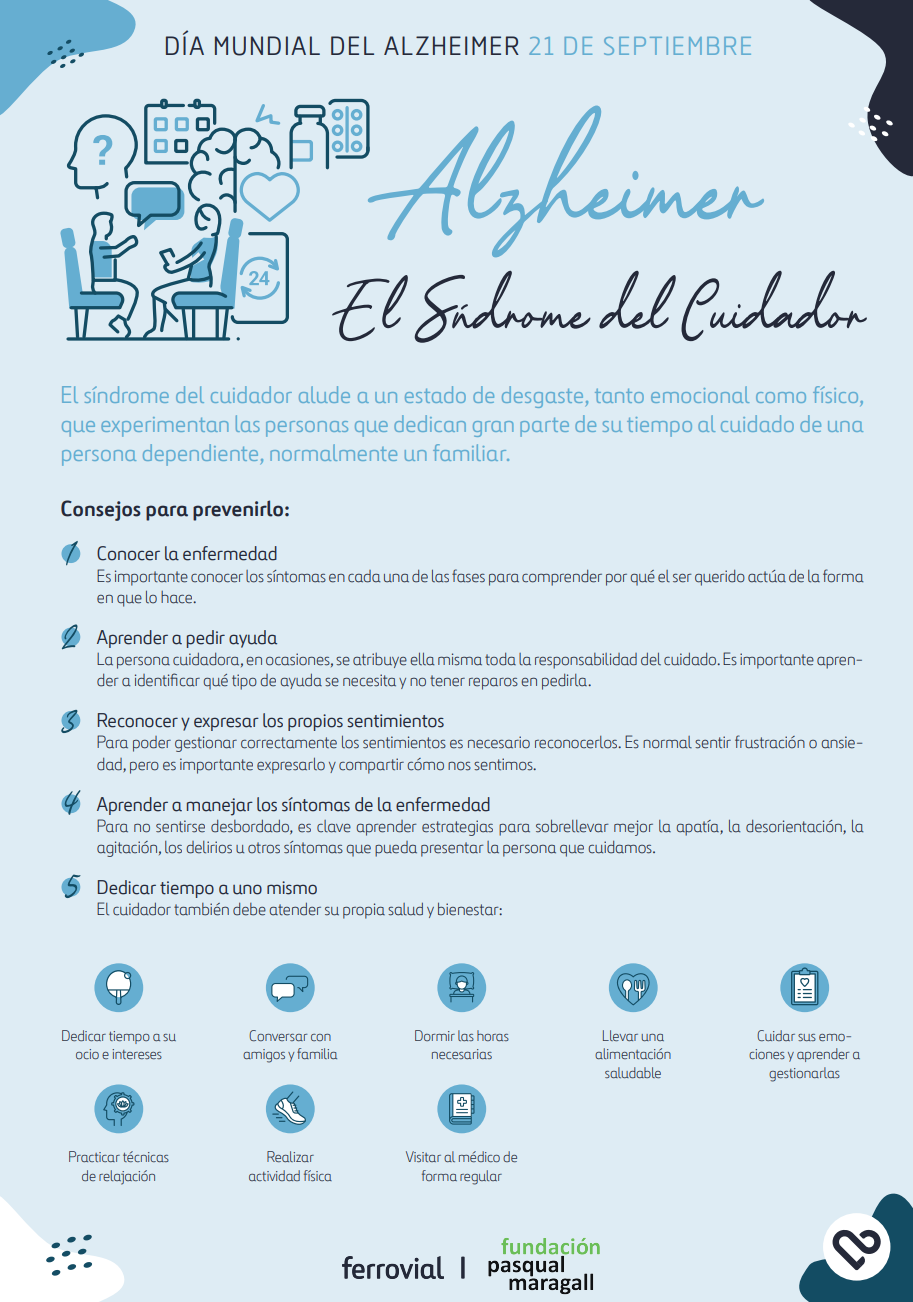 DÍA MUNDIAL DEL ALZHEIMER 21 DE SEPTIEMBRE
?
24
Alzheimer
El Síndrome del Cuidador
El síndrome del cuidador alude a un estado de desgaste, tanto emocional como físico,
que experimentan las personas que dedican gran parte de su tiempo al cuidado de una
persona dependiente, normalmente un familiar.
Consejos para prevenirlo:
1 Conocer la enfermedad
Es importante conocer los síntomas en cada una de las fases para comprender por qué el ser querido actúa de la forma
en que lo hace.
2 Aprender a pedir ayuda
La persona cuidadora, en ocasiones, se atribuye ella misma toda la responsabilidad del cuidado. Es importante apren-
der a identificar qué tipo de ayuda se necesita y no tener reparos en pedirla.
3 Reconocer y expresar los propios sentimientos
Para poder gestionar correctamente los sentimientos es necesario reconocerlos. Es normal sentir frustración o ansie-
dad, pero es importante expresarlo y compartir cómo nos sentimos.
4 Aprender a manejar los síntomas de la enfermedad
Para no sentirse desbordado, es clave aprender estrategias para sobrellevar mejor la apatía, la desorientación, la
agitación, los delirios u otros síntomas que pueda presentar la persona que cuidamos.
5 Dedicar tiempo a uno mismo
El cuidador también debe atender su propia salud y bienestar:
Dedicar tiempo a su
ocio e intereses
Conversar con
amigos y familia
Dormir las horas
necesarias
Llevar una
alimentación
saludable
Cuidar sus emo-
ciones y aprender a
gestionarlas
Practicar técnicas
de relajación
Realizar
actividad física
Visitar al médico de
forma regular
ferrovial |
fundación
pasqual
maragall